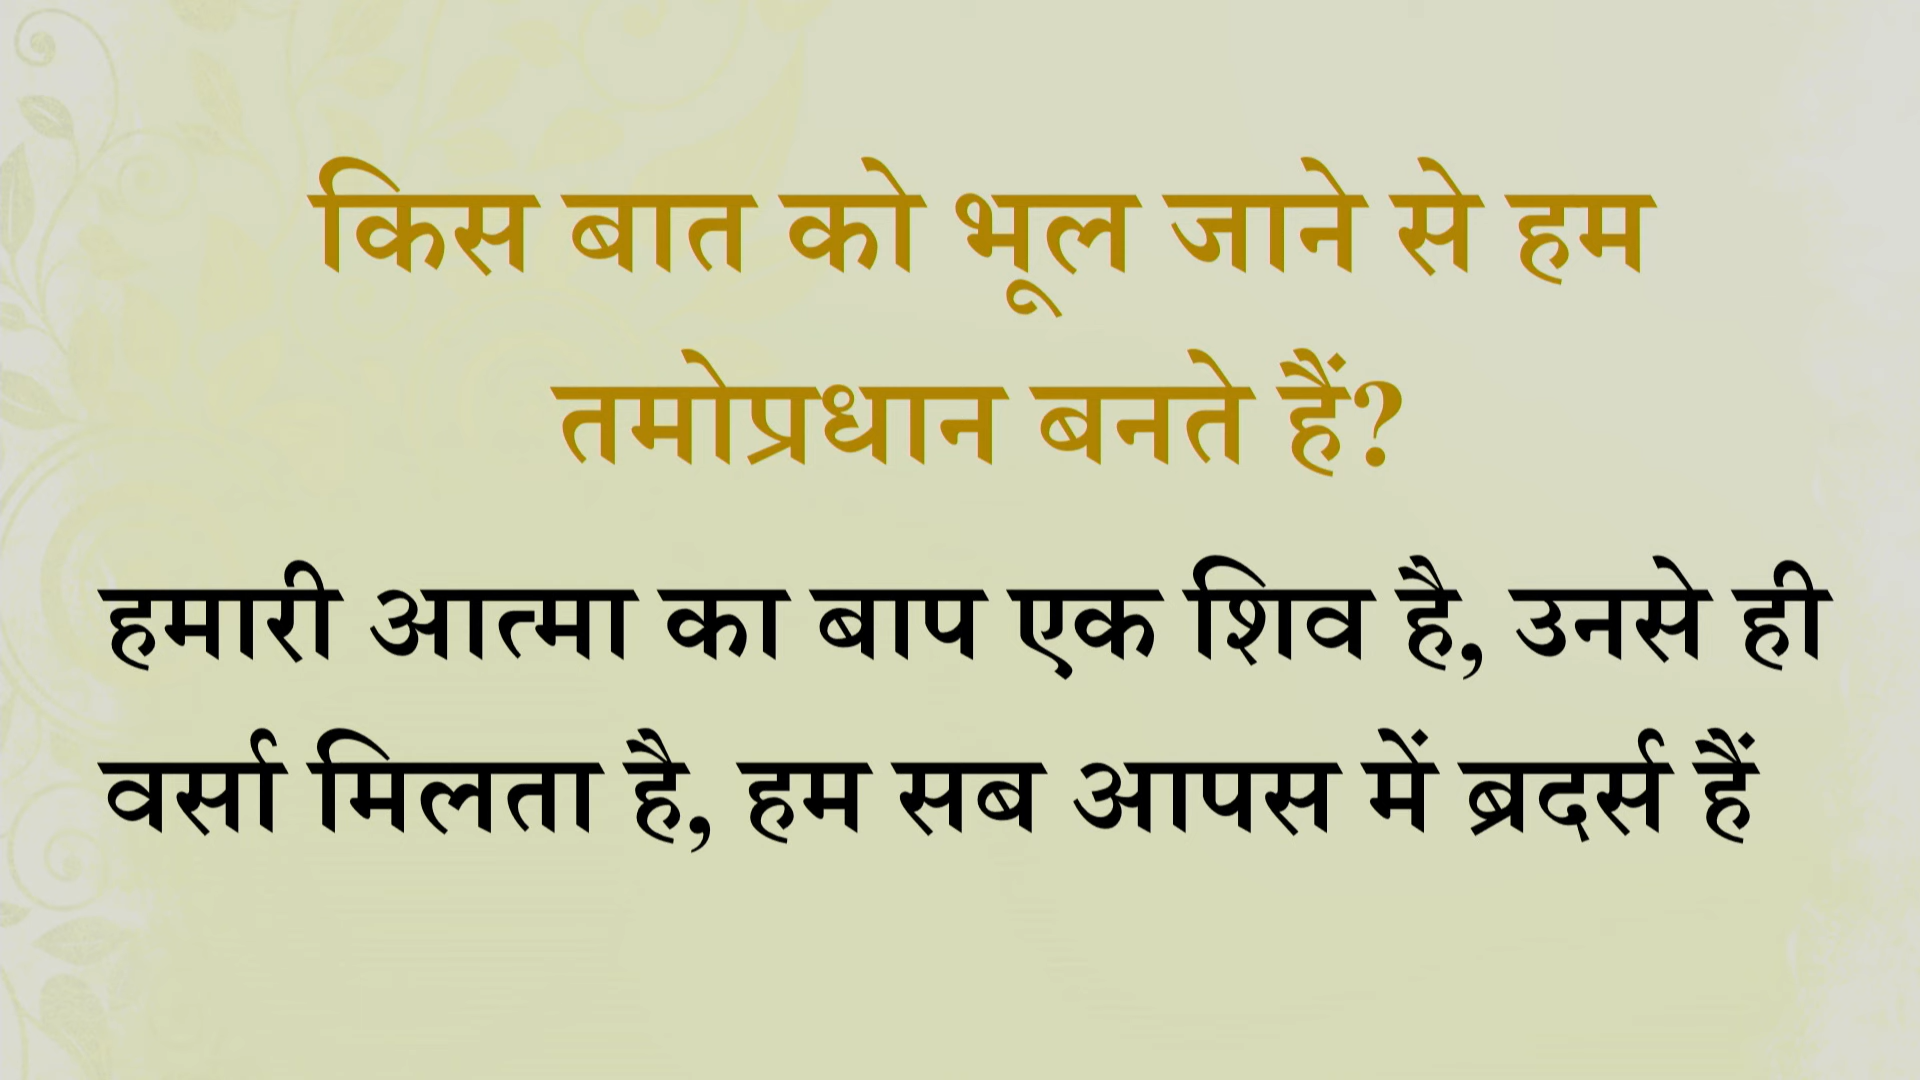 किस बात को भूल जाने से हम
तमोप्रधान बनते हैं?
हमारी आत्मा का बाप एक शिव है, उनसे ही
वर्सा मिलता है, हम सब आपस में ब्रदर्स हैं